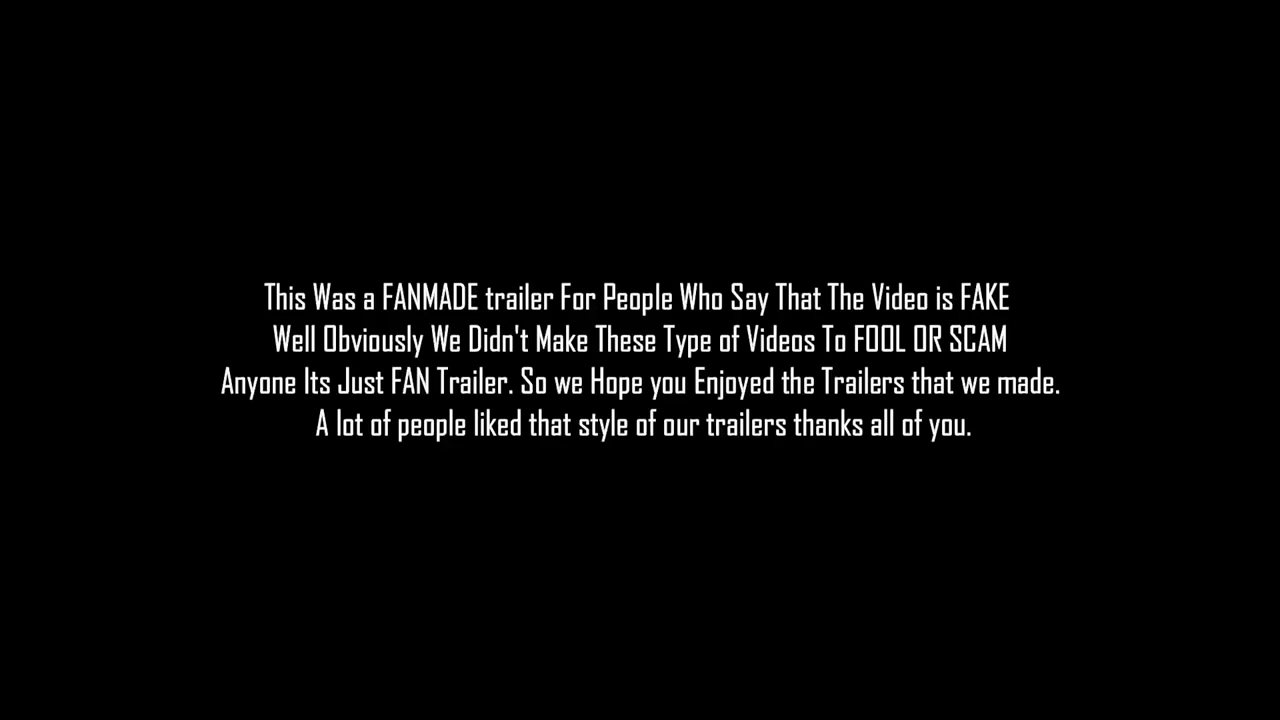 This Was a FANMADE trailer For People Who Say That The Video is FAKE
Well Obviously We Didn't Make These Type of Videos To FOOL OR SCAM
Anyone Its Just FAN Trailer. So we Hope you Enjoyed the Trailers that we made.
A lot of people liked that style of our trailers thanks all of you.